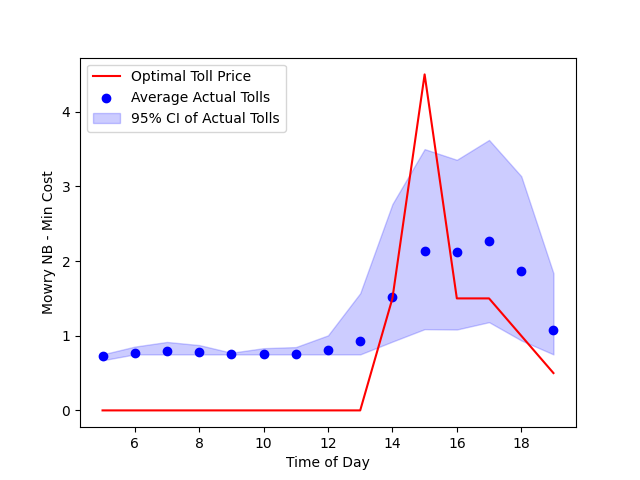 Optimal Toll Price
Average Actual Tolls
95% CI of Actual Tolls
Mowry NB - Min Cost
4
3
2
1
0
6 8 10 12 14 16 18
Time of Day